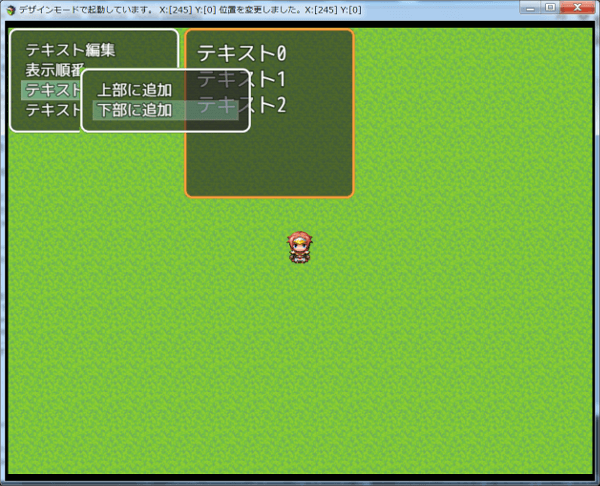 デザインモードで起動しています。 X:[245] Y:[0] 位置を変更しました。X:[245] Y:[0]
テキスト編集
表示順番
テキスト
テキスト
上部に追加
下部に追加
テキスト0
テキスト1
テキスト2